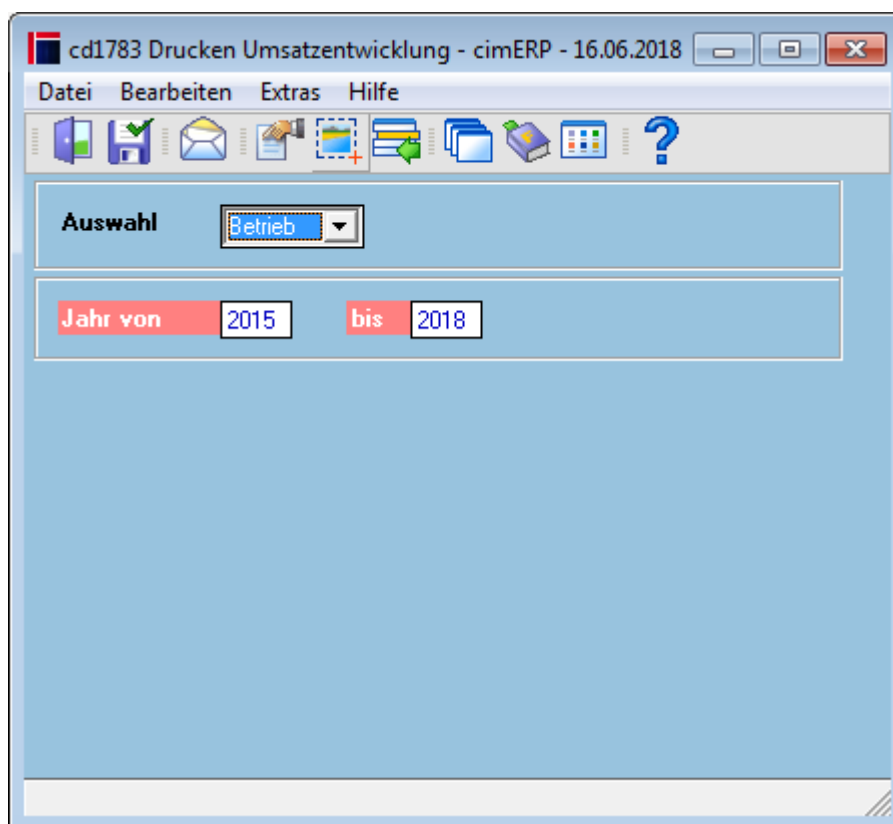 cd1783 Drucken Umsatzentwicklung - cimERP - 16.06.2018
Datei Bearbeiten Extras Hilfe
Auswahl Betrieb
Jahr von 2015 bis 2018